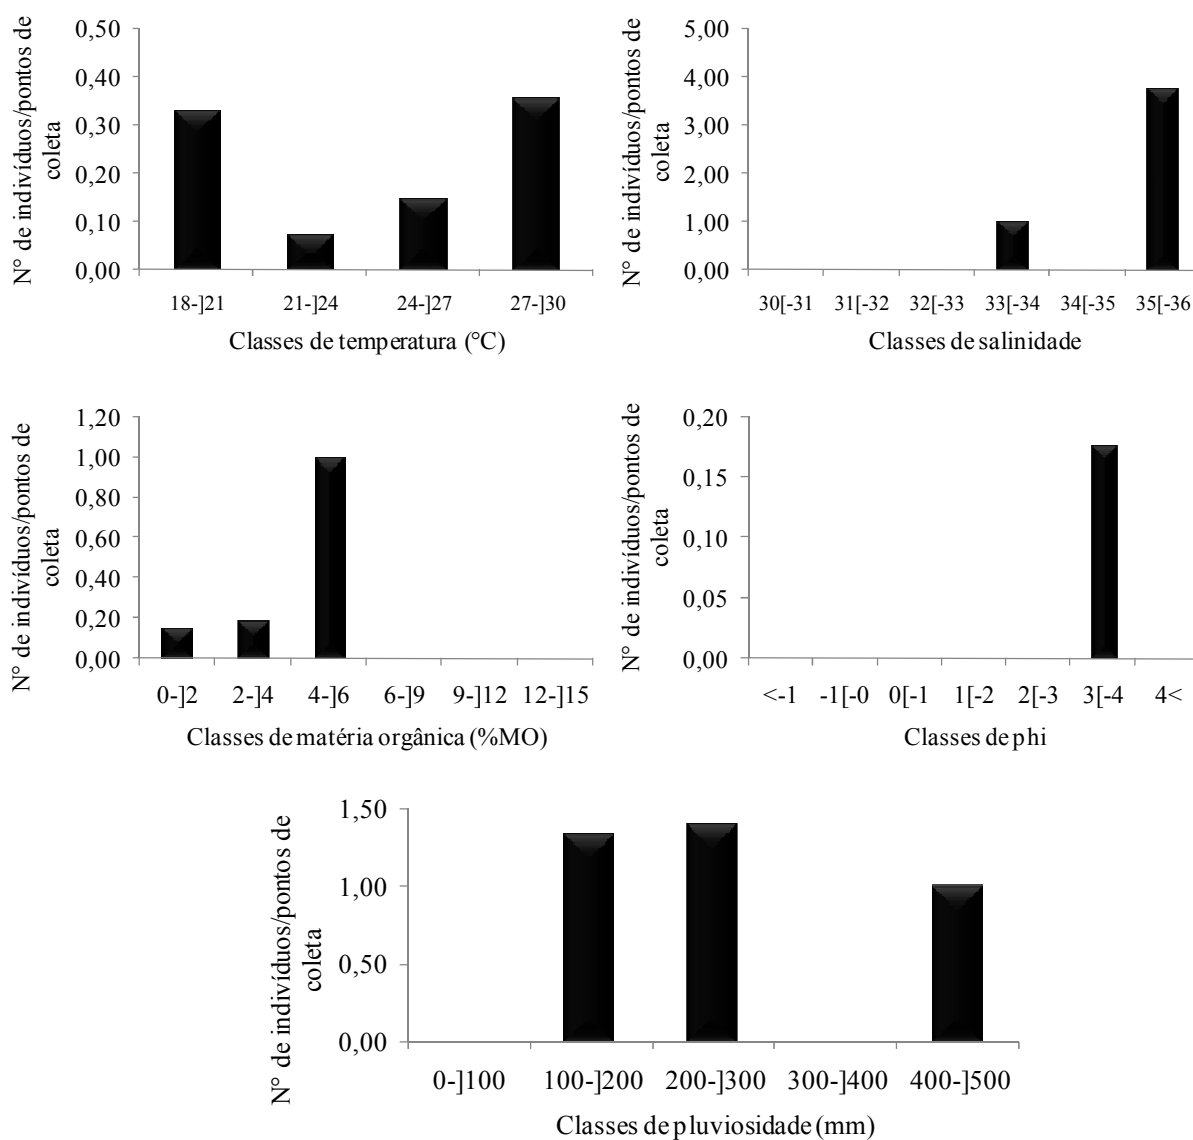 0,50
0,40
0,30
0,20
0,10
0,00
N° de indivíduos/pontos de
coleta
18-]21 21-]24 24-]27 27-]30
Classes de temperatura (°C)
5,00
4,00
3,00
2,00
1,00
0,00
N° de indivíduos/pontos de
coleta
30[-31 31[-32 32[-33 33[-34 34[-35 35[-36
Classes de salinidade
1,20
1,00
0,80
0,60
0,40
0,20
0,00
N° de indivíduos/pontos de
coleta
0-]2 2-]4 4-]6 6-]9 9-]12 12-]15
Classes de matéria orgânica (%MO)
0,20
0,15
0,10
0,05
0,00
N° de indivíduos/pontos de
coleta
<-1 -1[-0 0[-1 1[-2 2[-3 3[-4 4<
Classes de phi
1,50
1,00
0,50
0,00
N° de indivíduos/pontos de
coleta
0-]100 100-]200 200-]300 300-]400 400-]500
Classes de pluviosidade (mm)